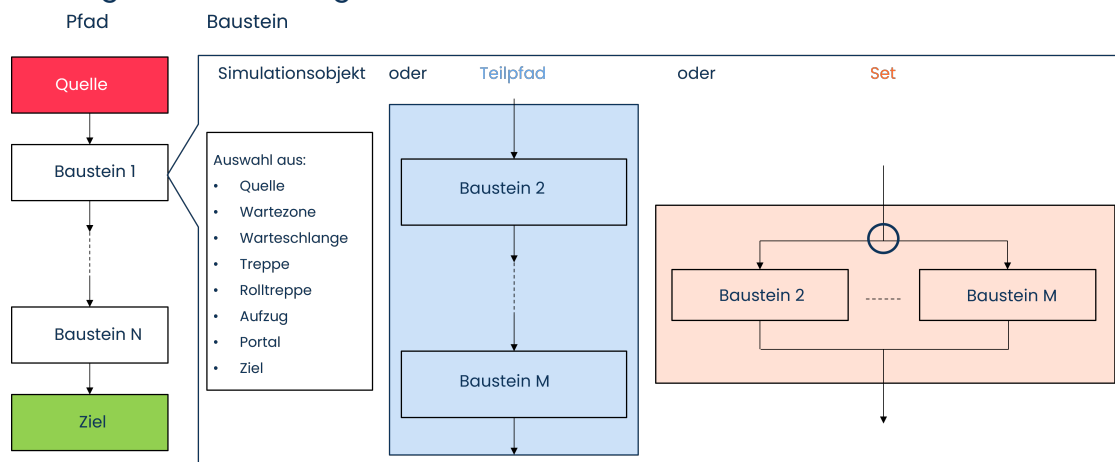 Pfad
Baustein
Quelle
Baustein 1
Baustein N
Ziel
Simulationsobjekt oder Teilpfad oder Set
Auswahl aus:
• Quelle
• Wartezone
• Warteschlange
• Treppe
• Rolltreppe
• Aufzug
• Portal
• Ziel
Baustein 2
Baustein M
Baustein 2
Baustein M